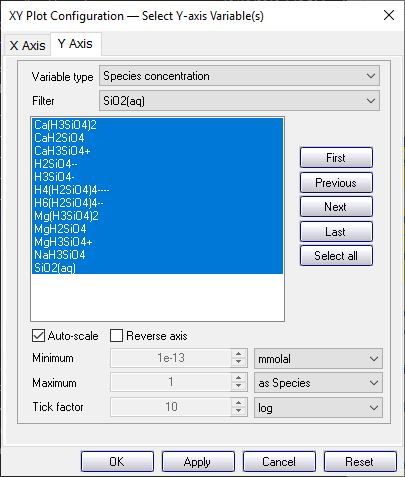 XY Plot Configuration — Select Y-axis Variable(s)
X Axis Y Axis
Variable type Species concentration
Filter SiO2(aq)
Ca(H3SiO4)2
CaH2SiO4
CaH3SiO4+
H2SiO4--
H3SiO4-
H4(H2SiO4)4----
H6(H2SiO4)4--
Mg(H3SiO4)2
MgH2SiO4
MgH3SiO4+
NaH3SiO4
SiO2(aq)
First
Previous
Next
Last
Select all
Auto-scale Reverse axis
Minimum 1e-13 mmolal
Maximum 1 as Species
Tick factor 10 log
OK Apply Cancel Reset